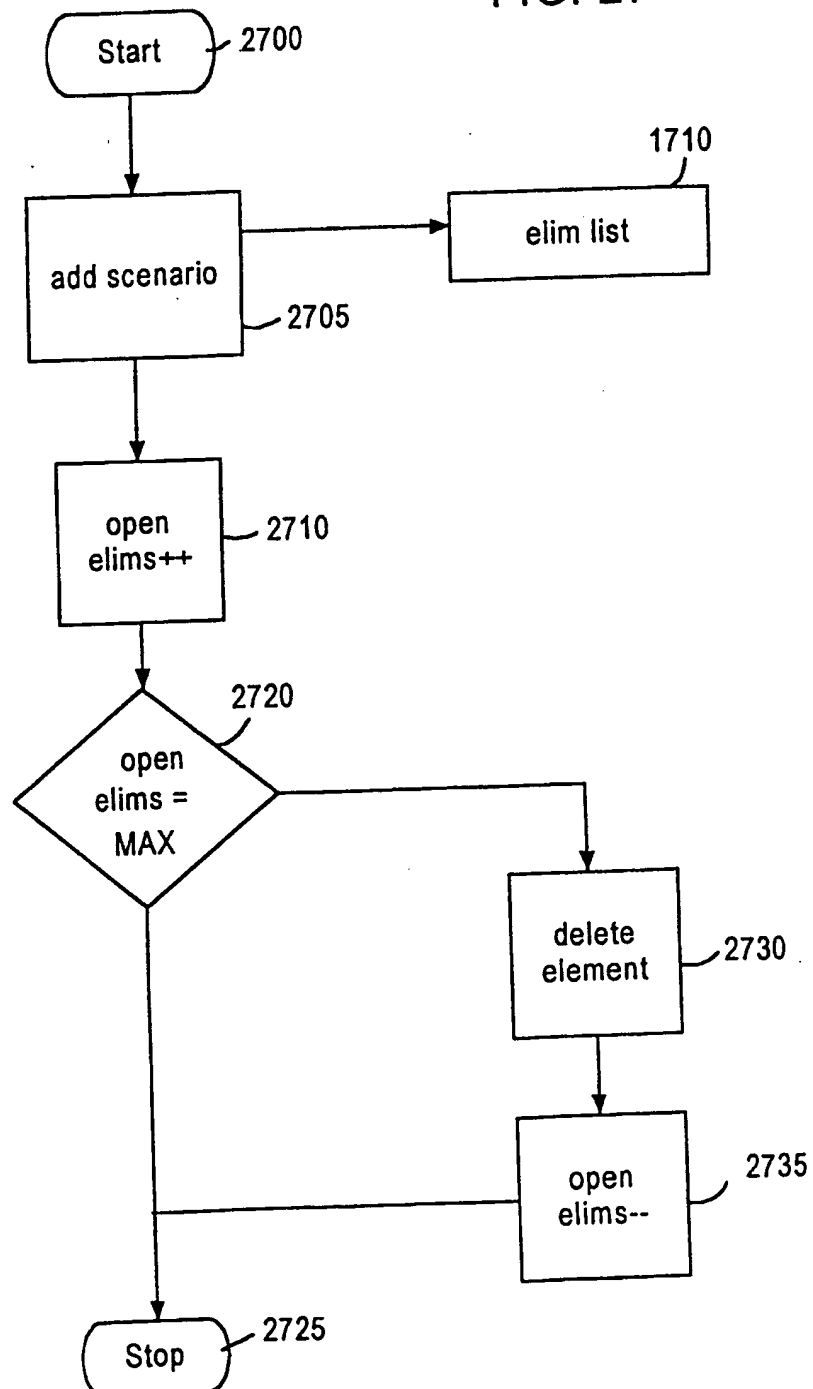 Start
2700
1710
elim list
add scenario
2705
open
elims++
2710
2720
open
elims =
MAX
delete
element
2730
open
elims--
2735
Stop
2725